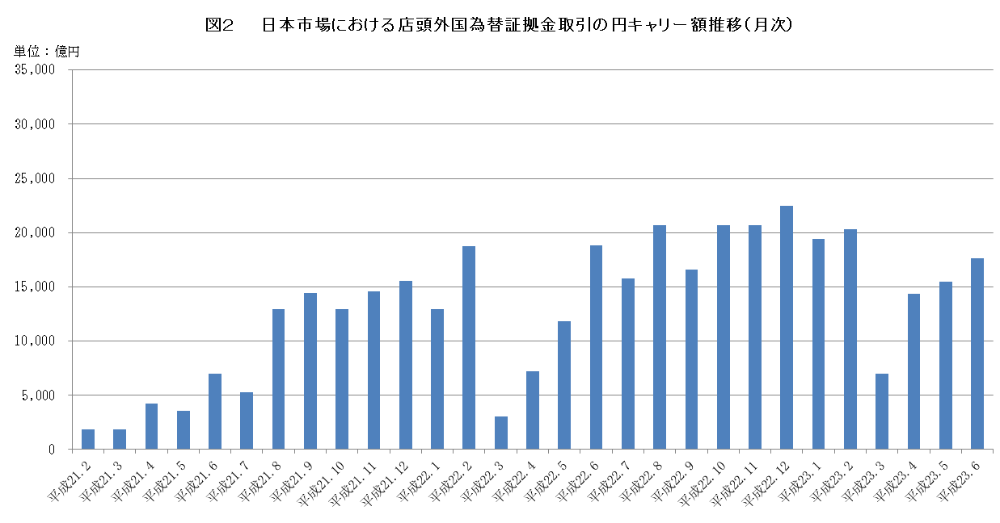 図2　日本市場における店頭外国為替証拠金取引の円キャリー額推移（月次）
単位：億円
35,000
30,000
25,000
20,000
15,000
10,000
5,000
0
平成21.2
平成21.3
平成21.4
平成21.5
平成21.6
平成21.7
平成21.8
平成21.9
平成21.10
平成21.11
平成21.12
平成22.1
平成22.2
平成22.3
平成22.4
平成22.5
平成22.6
平成22.7
平成22.8
平成22.9
平成22.10
平成22.11
平成22.12
平成23.1
平成23.2
平成23.3
平成23.4
平成23.5
平成23.6